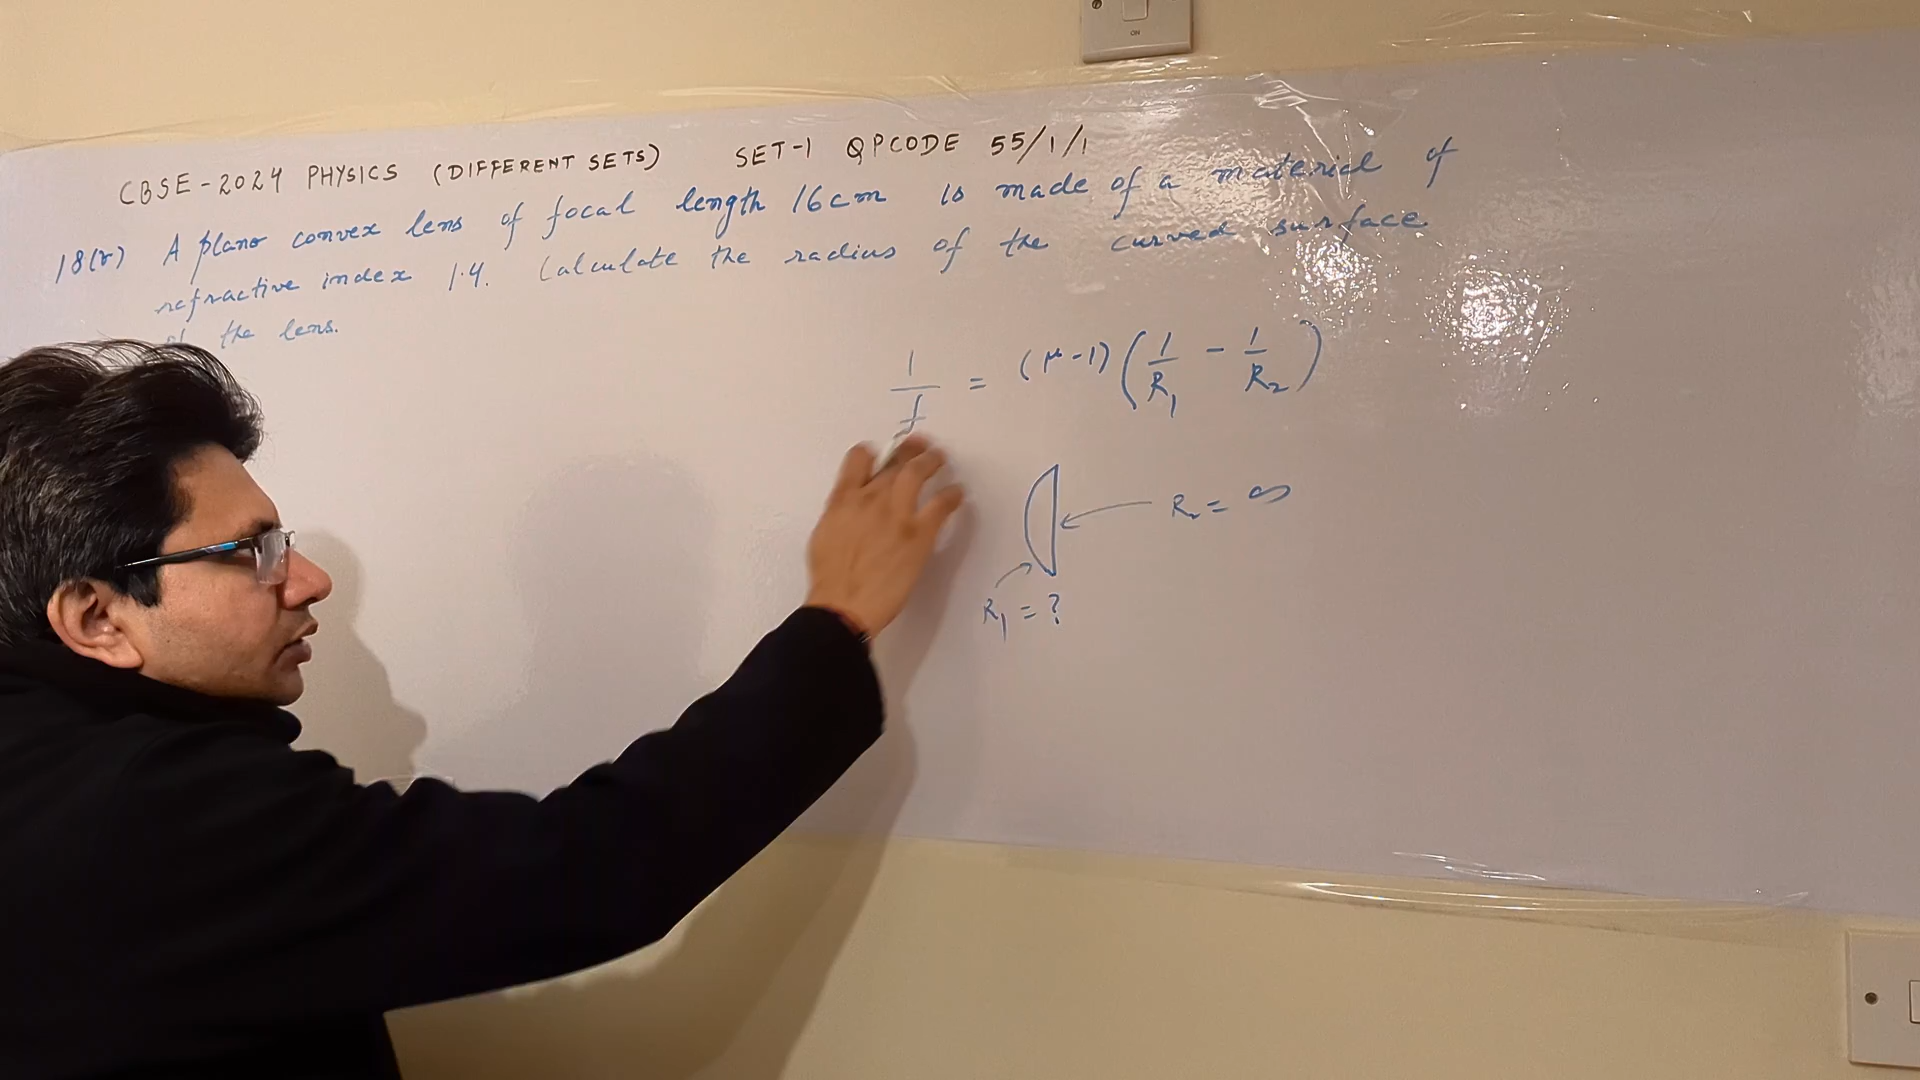 ON
CBSE-2024 PHYSICS (DIFFERENT SETS) SET-1 QPCODE 55/1/1
A plano convex lens of focal length 16cm is made of a material of
refractive index 1.4. Calculate the radius of the curved surface
of the lens.
1/f = (μ-1)(1/R₁ - 1/R₂)
R₂ = ∞
R₁ = ?